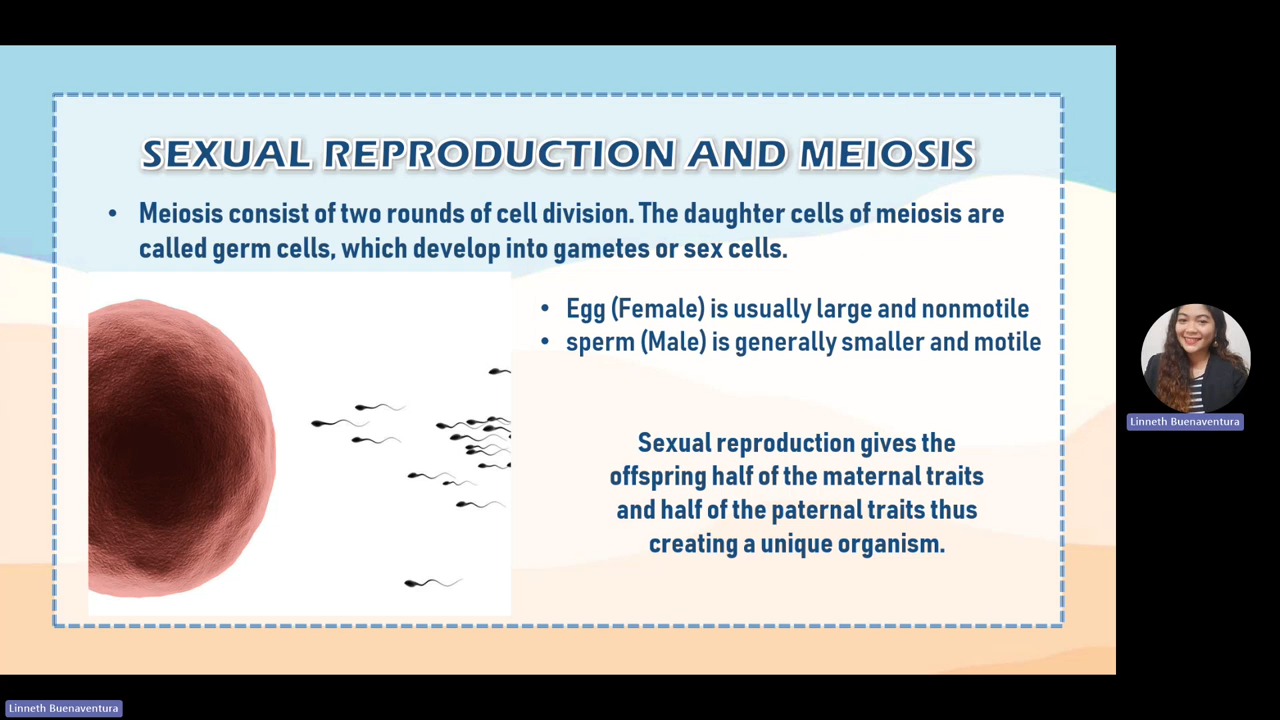 SEXUAL REPRODUCTION AND MEIOSIS
• Meiosis consist of two rounds of cell division. The daughter cells of meiosis are
called germ cells, which develop into gametes or sex cells.
• Egg (Female) is usually large and nonmotile
• sperm (Male) is generally smaller and motile
Sexual reproduction gives the
offspring half of the maternal traits
and half of the paternal traits thus
creating a unique organism.
Linneth Buenaventura
Linneth Buenaventura